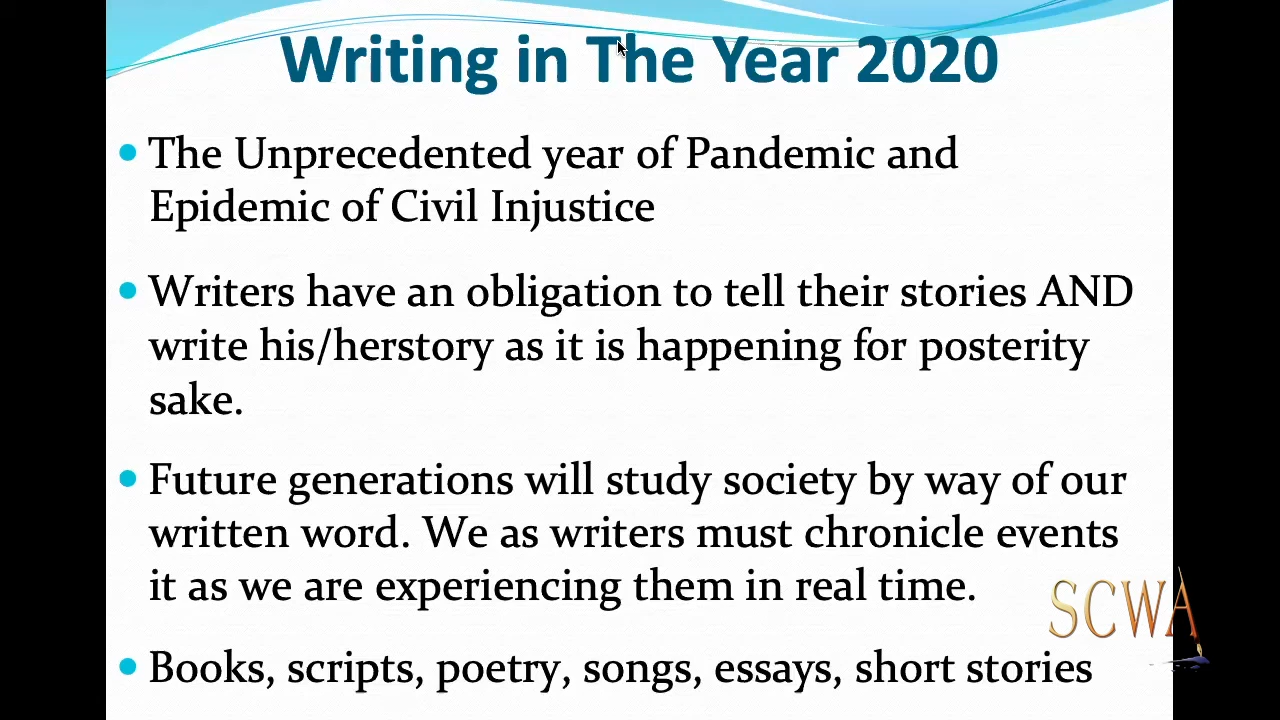 Writing in The Year 2020
The Unprecedented year of Pandemic and
Epidemic of Civil Injustice
Writers have an obligation to tell their stories AND
write his/herstory as it is happening for posterity
sake.
Future generations will study society by way of our
written word. We as writers must chronicle events
it as we are experiencing them in real time.
SCWA
Books, scripts, poetry, songs, essays, short stories